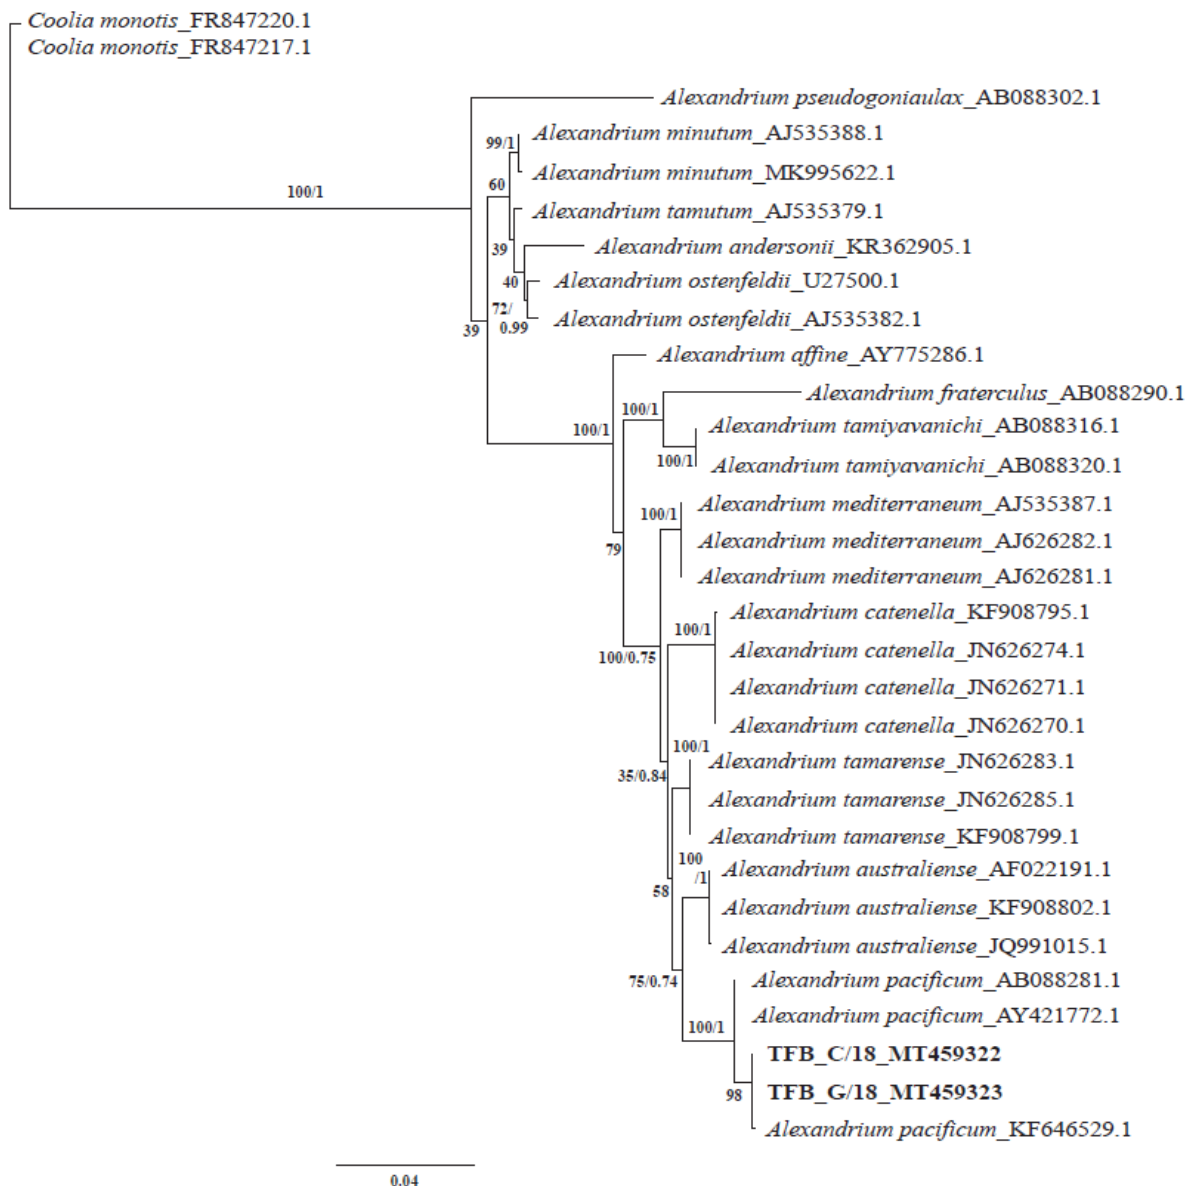 Coolia monotis_FR847220.1
Coolia monotis_FR847217.1
Alexandrium pseudogoniaulax_AB088302.1
Alexandrium minutum_AJ535388.1
99/1
Alexandrium minutum_MK995622.1
60
100/1
Alexandrium tamutum_AJ535379.1
Alexandrium andersonii_KR362905.1
39
Alexandrium ostenfeldii_U27500.1
40
72/
0.99
Alexandrium ostenfeldii_AJ535382.1
39
Alexandrium affine_AY775286.1
Alexandrium fraterculus_AB088290.1
100/1
Alexandrium tamiyavanichi_AB088316.1
100/1
100/1
Alexandrium tamiyavanichi_AB088320.1
Alexandrium mediterraneum_AJ535387.1
100/1
Alexandrium mediterraneum_AJ626282.1
79
Alexandrium mediterraneum_AJ626281.1
Alexandrium catenella_KF908795.1
100/1
Alexandrium catenella_JN626274.1
100/0.75
Alexandrium catenella_JN626271.1
Alexandrium catenella_JN626270.1
100/1
Alexandrium tamarense_JN626283.1
35/0.84
Alexandrium tamarense_JN626285.1
Alexandrium tamarense_KF908799.1
100
/1
Alexandrium australiense_AF022191.1
58
Alexandrium australiense_KF908802.1
Alexandrium australiense_JQ991015.1
75/0.74
Alexandrium pacificum_AB088281.1
Alexandrium pacificum_AY421772.1
100/1
TFB_C/18_MT459322
TFB_G/18_MT459323
98
Alexandrium pacificum_KF646529.1
0.04